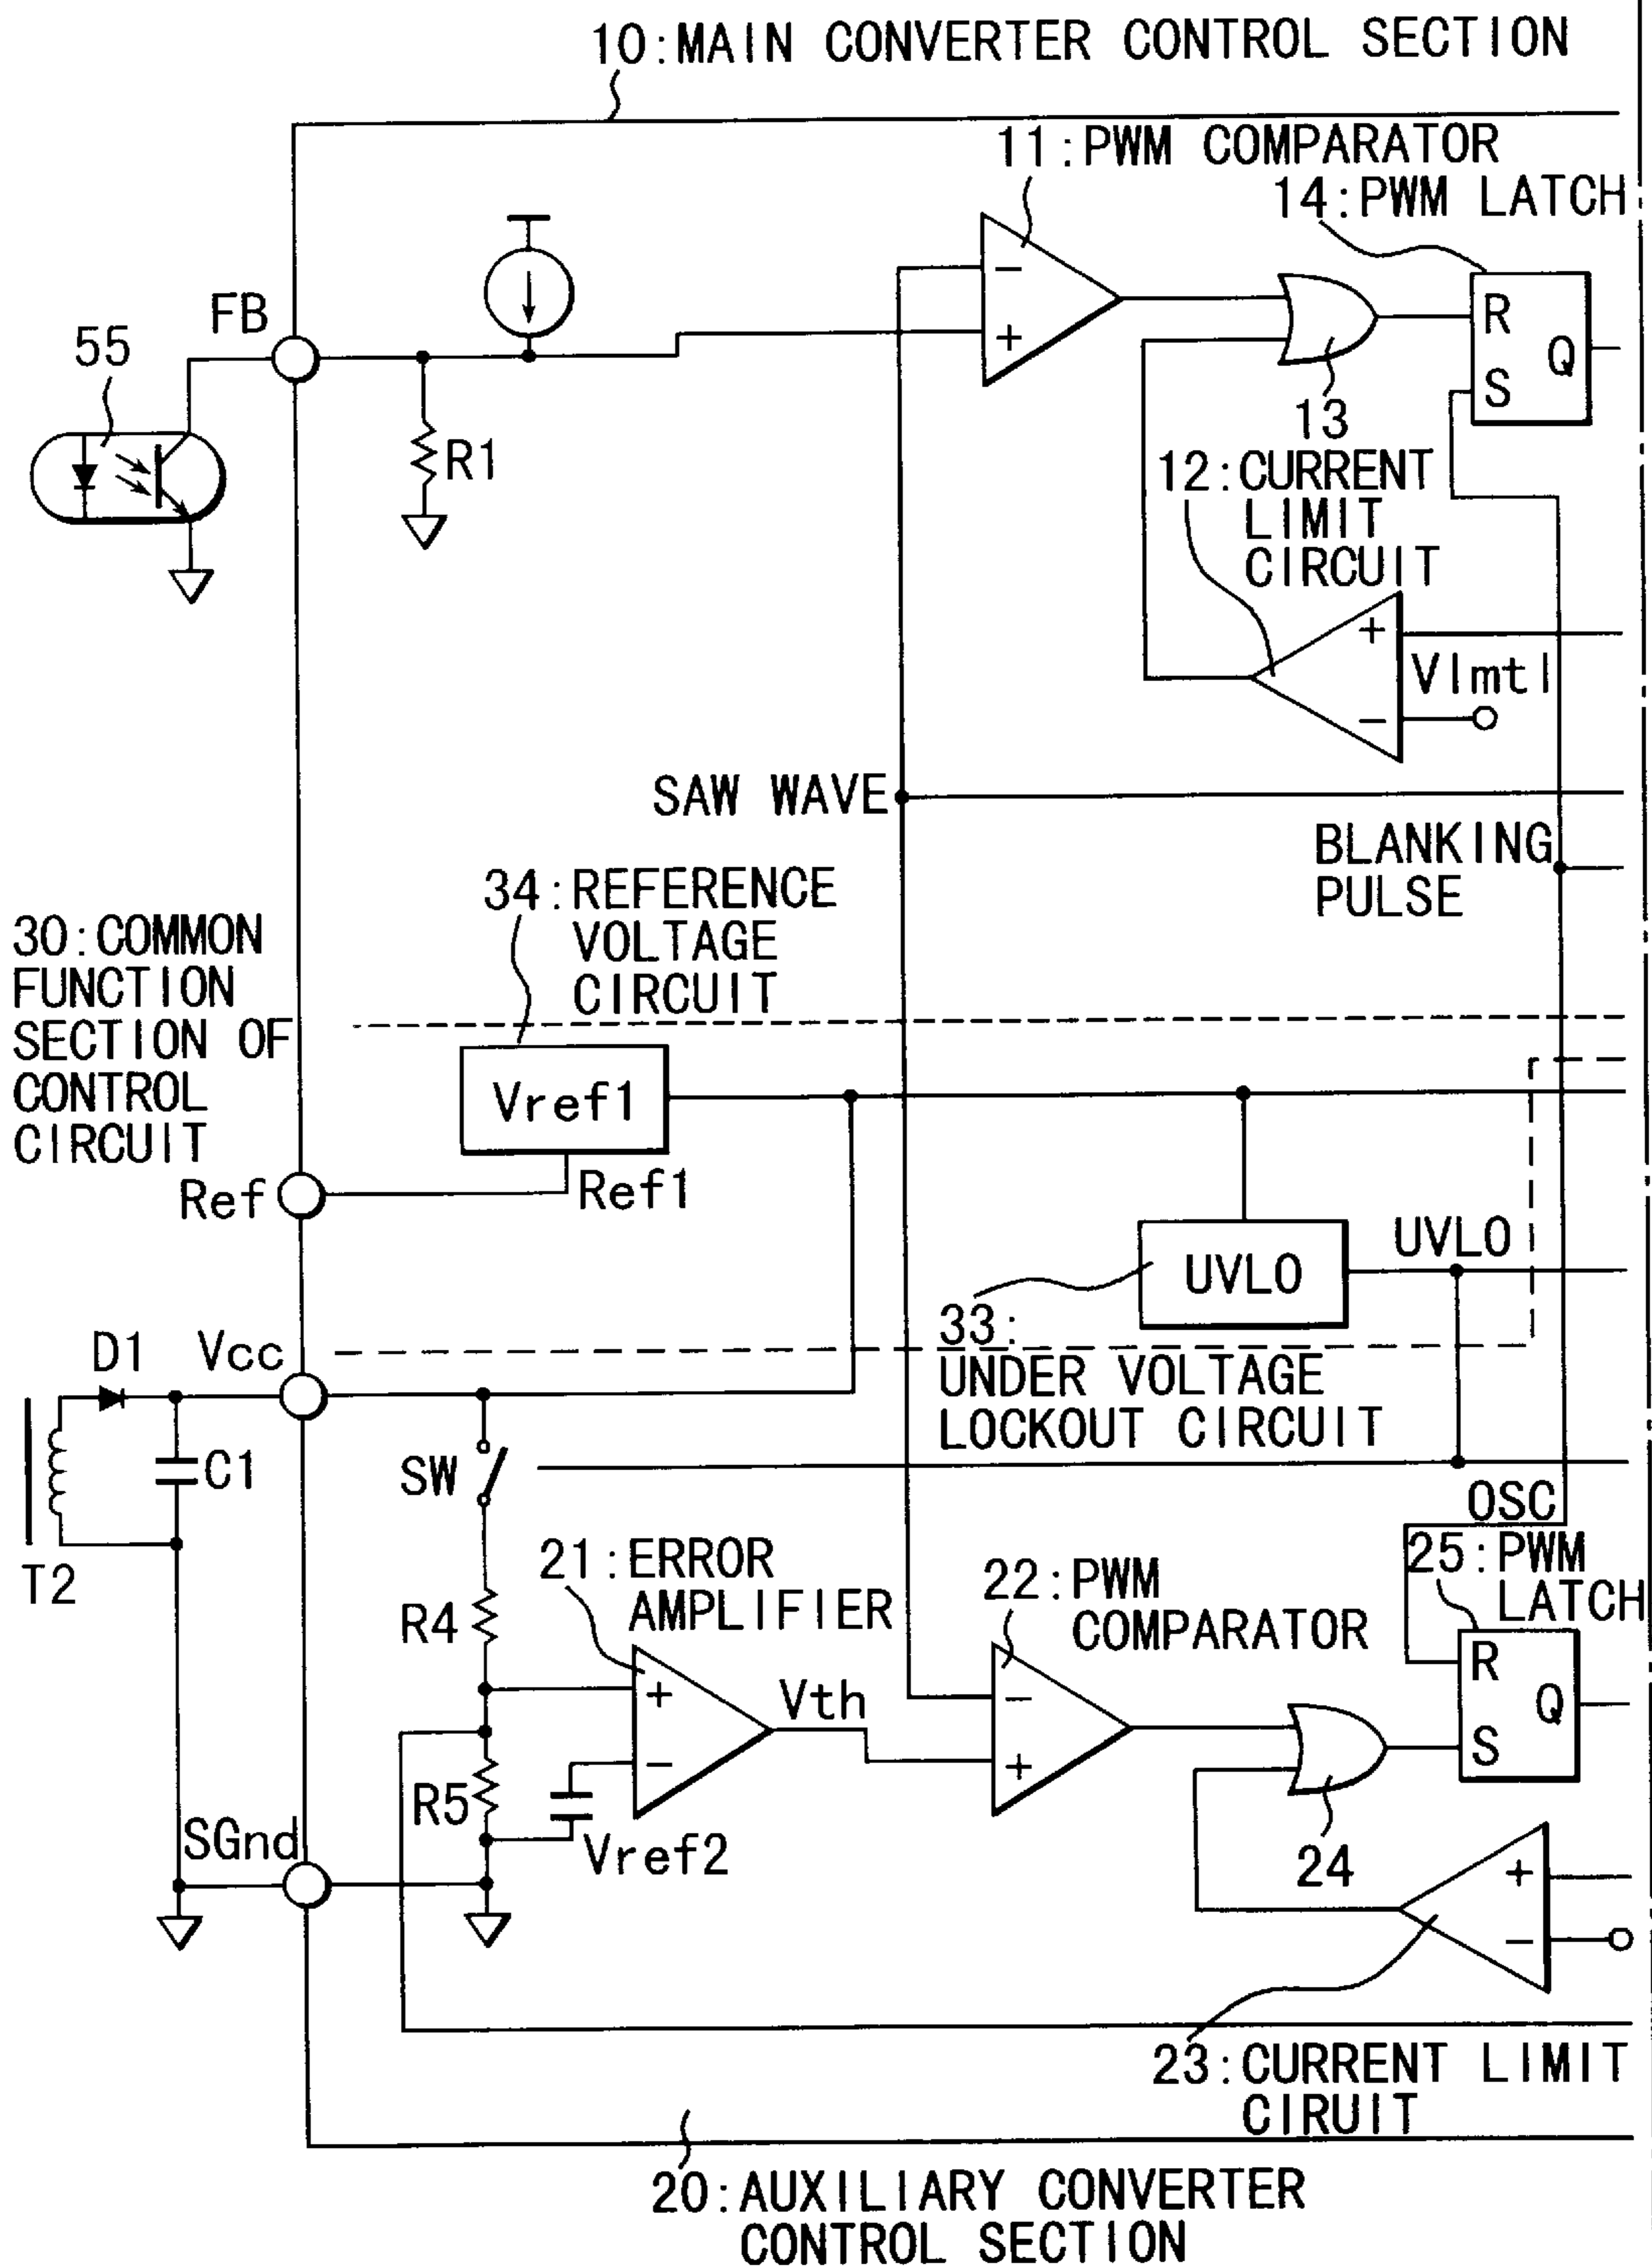 10:MAIN CONVERTER CONTROL SECTION
11:PWM COMPARATOR
14:PWM LATCH
FB
55
R1
-
+
13
R
S
Q
12:CURRENT
LIMIT
CIRCUIT
+
-
Vlmt1
SAW WAVE
BLANKING
PULSE
34:REFERENCE
VOLTAGE
CIRCUIT
30:COMMON
FUNCTION
SECTION OF
CONTROL
CIRCUIT
Vref1
Ref
Ref1
UVLO
UVLO
33:
UNDER VOLTAGE
LOCKOUT CIRCUIT
D1
Vcc
C1
T2
SW
OSC
25:PWM
LATCH
21:ERROR
AMPLIFIER
22:PWM
COMPARATOR
R4
R5
+
-
Vth
Vref2
-
+
R
S
Q
SGnd
24
+
-
23:CURRENT LIMIT
CIRUIT
20:AUXILIARY CONVERTER
CONTROL SECTION